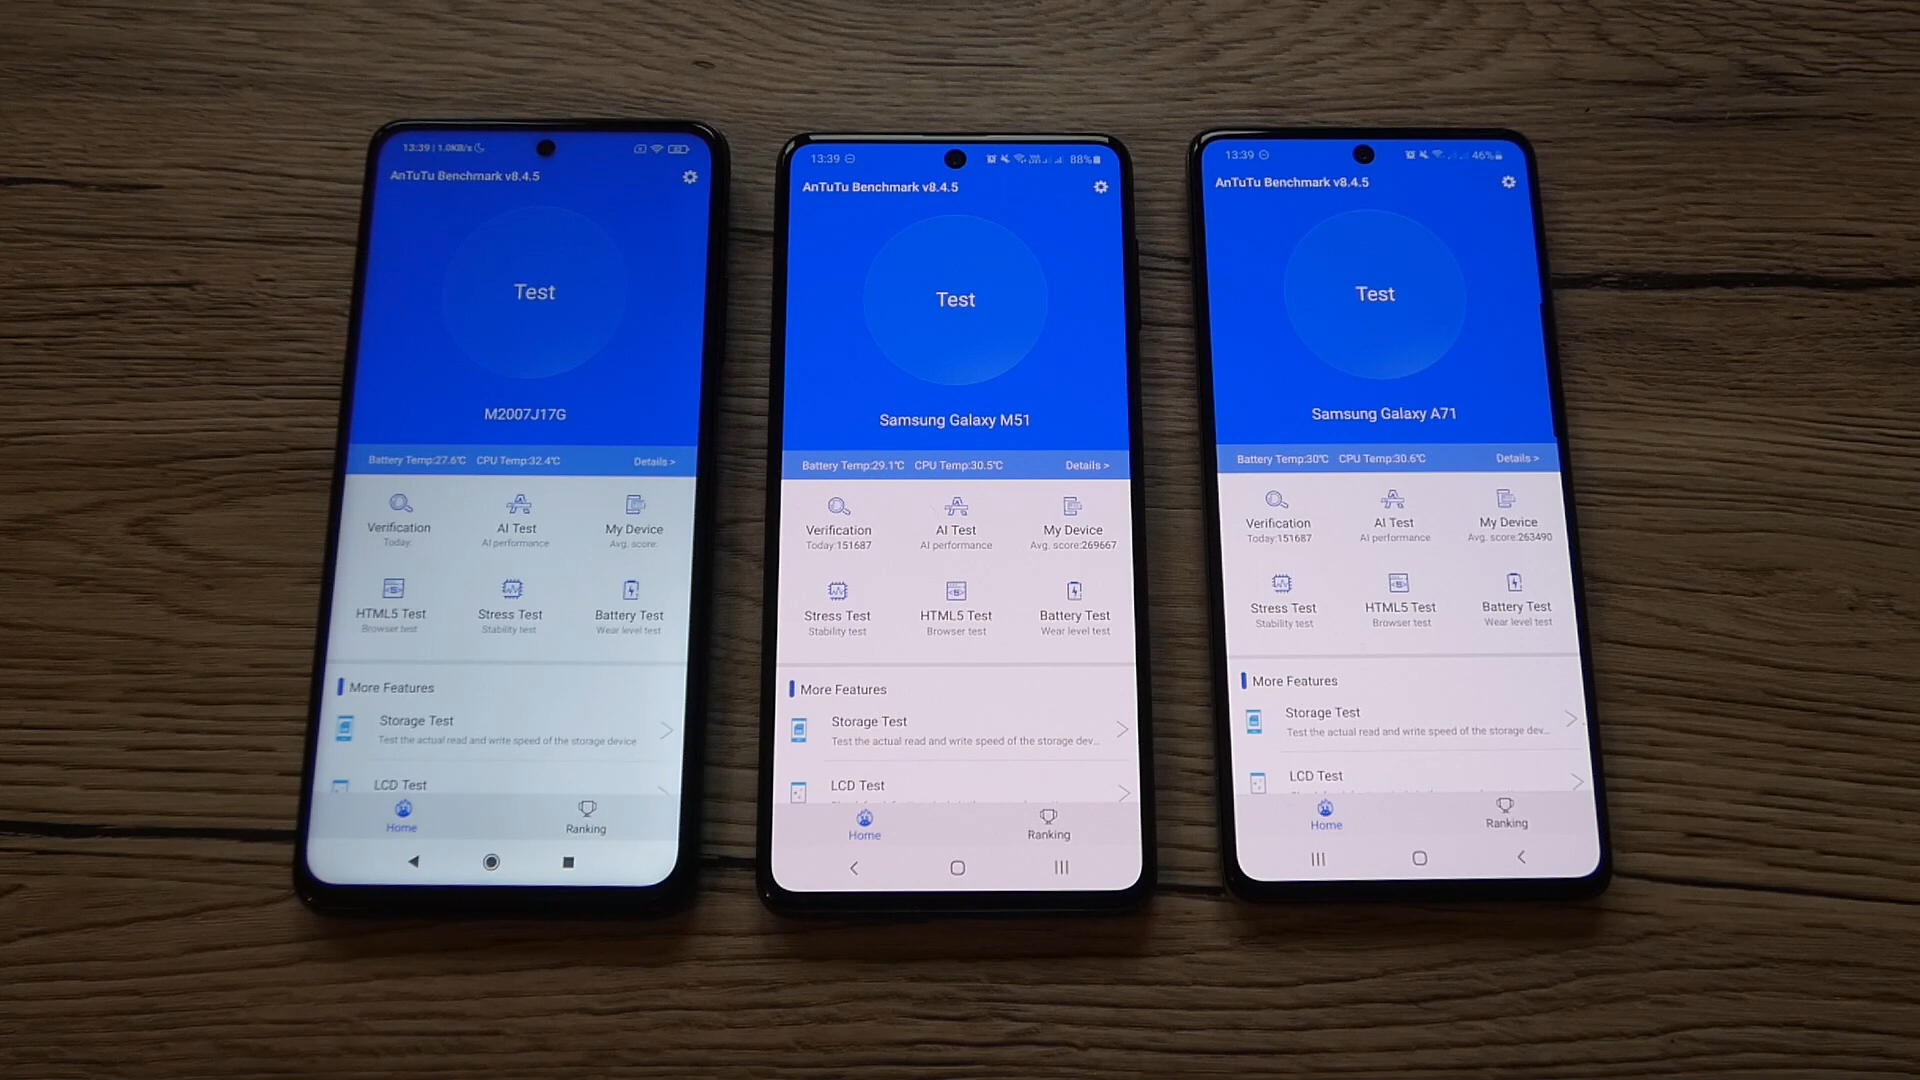 13:39 | 1.0KB/s
AnTuTu Benchmark v8.4.5
Test
M2007J17G
Battery Temp:27.6℃ CPU Temp:32.4℃ Details >
Verification AI Test My Device
Today: AI performance Avg. score:
HTML5 Test Stress Test Battery Test
Browser test Stability test Wear level test
More Features
Storage Test
Test the actual read and write speed of the storage device
LCD Test
Home Ranking
13:39 88%
AnTuTu Benchmark v8.4.5
Test
Samsung Galaxy M51
Battery Temp:29.1℃ CPU Temp:30.5℃ Details >
Verification AI Test My Device
Today:151687 AI performance Avg. score:269667
Stress Test HTML5 Test Battery Test
Stability test Browser test Wear level test
More Features
Storage Test
Test the actual read and write speed of the storage dev...
LCD Test
Home Ranking
13:39 46%
AnTuTu Benchmark v8.4.5
Test
Samsung Galaxy A71
Battery Temp:30℃ CPU Temp:30.6℃ Details >
Verification AI Test My Device
Today:151687 AI performance Avg. score:263490
Stress Test HTML5 Test Battery Test
Stability test Browser test Wear level test
More Features
Storage Test
Test the actual read and write speed of the storage dev...
LCD Test
Home Ranking